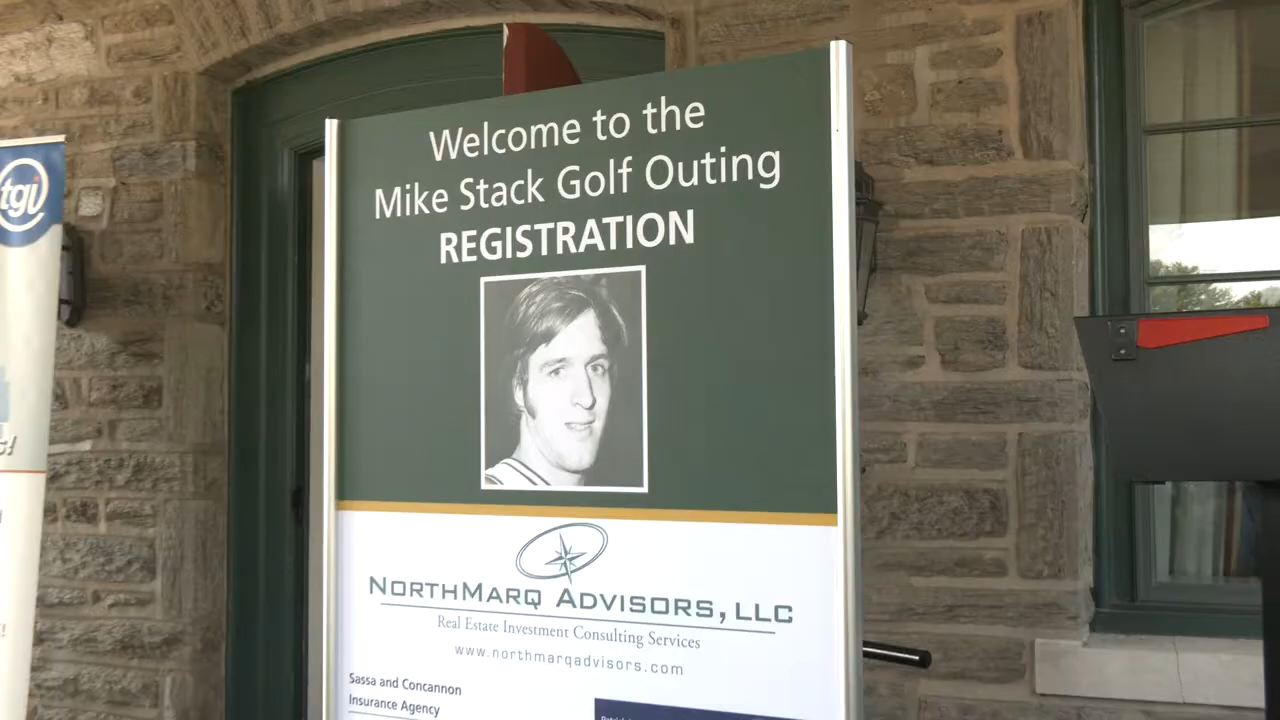 tgi
Welcome to the
Mike Stack Golf Outing
REGISTRATION
NORTHMARQ ADVISORS, LLC
Real Estate Investment Consulting Services
www.northmarqadvisors.com
Sassa and Concannon
Insurance Agency